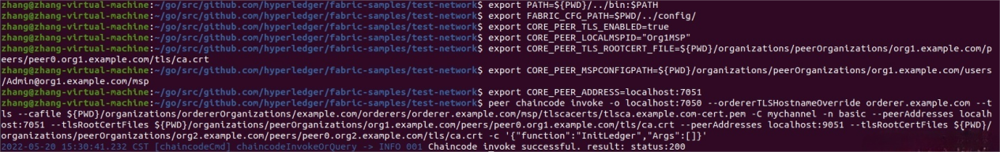 zhang@zhang-virtual-machine:~/go/src/github.com/hyperledger/fabric-samples/test-network$ export PATH=${PWD}/../bin:$PATH
zhang@zhang-virtual-machine:~/go/src/github.com/hyperledger/fabric-samples/test-network$ export FABRIC_CFG_PATH=$PWD/../config/
zhang@zhang-virtual-machine:~/go/src/github.com/hyperledger/fabric-samples/test-network$ export CORE_PEER_TLS_ENABLED=true
zhang@zhang-virtual-machine:~/go/src/github.com/hyperledger/fabric-samples/test-network$ export CORE_PEER_LOCALMSPID="Org1MSP"
zhang@zhang-virtual-machine:~/go/src/github.com/hyperledger/fabric-samples/test-network$ export CORE_PEER_TLS_ROOTCERT_FILE=${PWD}/organizations/peerOrganizations/org1.example.com/p
eers/peer0.org1.example.com/tls/ca.crt
zhang@zhang-virtual-machine:~/go/src/github.com/hyperledger/fabric-samples/test-network$ export CORE_PEER_MSPCONFIGPATH=${PWD}/organizations/peerOrganizations/org1.example.com/users
/Admin@org1.example.com/msp
zhang@zhang-virtual-machine:~/go/src/github.com/hyperledger/fabric-samples/test-network$ export CORE_PEER_ADDRESS=localhost:7051
zhang@zhang-virtual-machine:~/go/src/github.com/hyperledger/fabric-samples/test-network$ peer chaincode invoke -o localhost:7050 --ordererTLSHostnameOverride orderer.example.com --t
ls --cafile ${PWD}/organizations/ordererOrganizations/example.com/orderers/orderer.example.com/msp/tlscacerts/tlsca.example.com-cert.pem -C mychannel -n basic --peerAddresses localh
ost:7051 --tlsRootCertFiles ${PWD}/organizations/peerOrganizations/org1.example.com/peers/peer0.org1.example.com/tls/ca.crt --peerAddresses localhost:9051 --tlsRootCertFiles ${PWD}/
organizations/peerOrganizations/org2.example.com/peers/peer0.org2.example.com/tls/ca.crt -c '{"function":"InitLedger","Args":[]}'
2022-05-20 15:30:41.232 CST [chaincodeCmd] chaincodeInvokeOrQuery -> INFO 001 Chaincode invoke successful. result: status:200